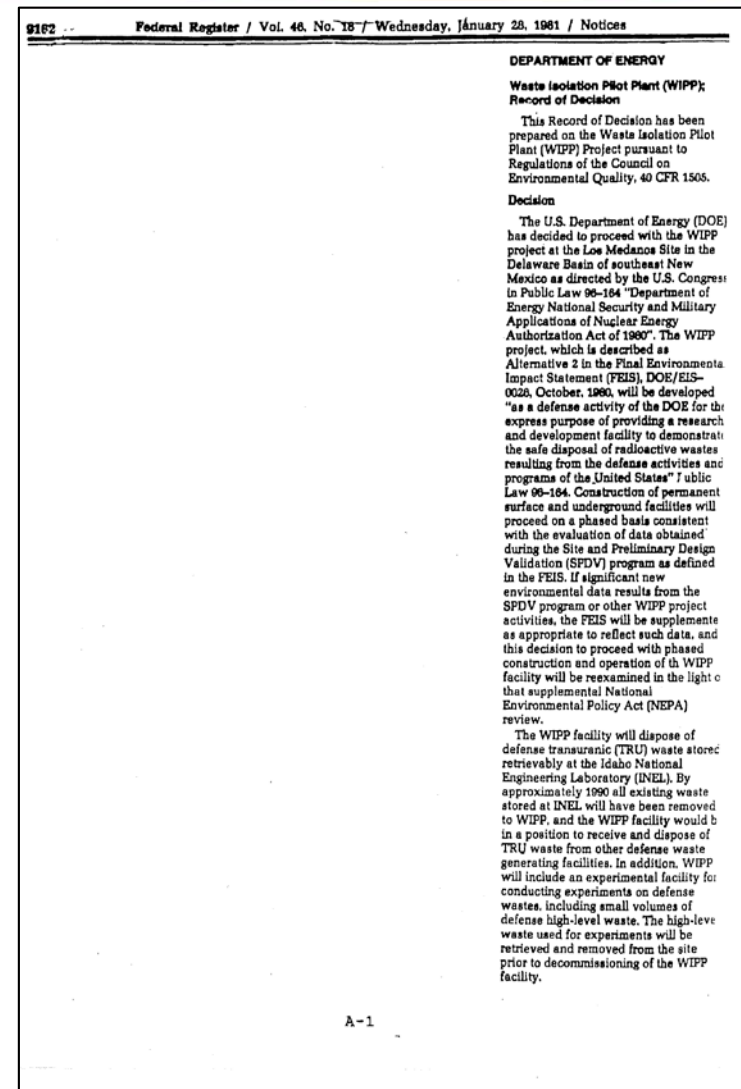 9162 -- Federal Register / Vol. 46, No. 18 / Wednesday, January 28, 1981 / Notices
DEPARTMENT OF ENERGY
Waste Isolation Pilot Plant (WIPP);
Record of Decision
This Record of Decision has been
prepared on the Waste Isolation Pilot
Plant (WIPP) Project pursuant to
Regulations of the Council on
Environmental Quality, 40 CFR 1505.
Decision
The U.S. Department of Energy (DOE)
has decided to proceed with the WIPP
project at the Los Medanos Site in the
Delaware Basin of southeast New
Mexico as directed by the U.S. Congress
in Public Law 96–164 "Department of
Energy National Security and Military
Applications of Nuclear Energy
Authorization Act of 1980". The WIPP
project, which is described as
Alternative 2 in the Final Environmenta
Impact Statement (FEIS), DOE/EIS–
0026, October, 1980, will be developed
"as a defense activity of the DOE for the
express purpose of providing a research
and development facility to demonstrate
the safe disposal of radioactive wastes
resulting from the defense activities and
programs of the United States" ublic
Law 96–164. Construction of permanent
surface and underground facilities will
proceed on a phased basis consistent
with the evaluation of data obtained
during the Site and Preliminary Design
Validation (SPDV) program as defined
in the FEIS. If significant new
environmental data results from the
SPDV program or other WIPP project
activities, the FEIS will be supplemente
as appropriate to reflect such data, and
this decision to proceed with phased
construction and operation of th WIPP
facility will be reexamined in the light o
that supplemental National
Environmental Policy Act (NEPA)
review.
The WIPP facility will dispose of
defense transuranic (TRU) waste stored
retrievably at the Idaho National
Engineering Laboratory (INEL). By
approximately 1990 all existing waste
stored at INEL will have been removed
to WIPP, and the WIPP facility would b
in a position to receive and dispose of
TRU waste from other defense waste
generating facilities. In addition, WIPP
will include an experimental facility for
conducting experiments on defense
wastes, including small volumes of
defense high-level waste. The high-leve
waste used for experiments will be
retrieved and removed from the site
prior to decommissioning of the WIPP
facility.
A-1